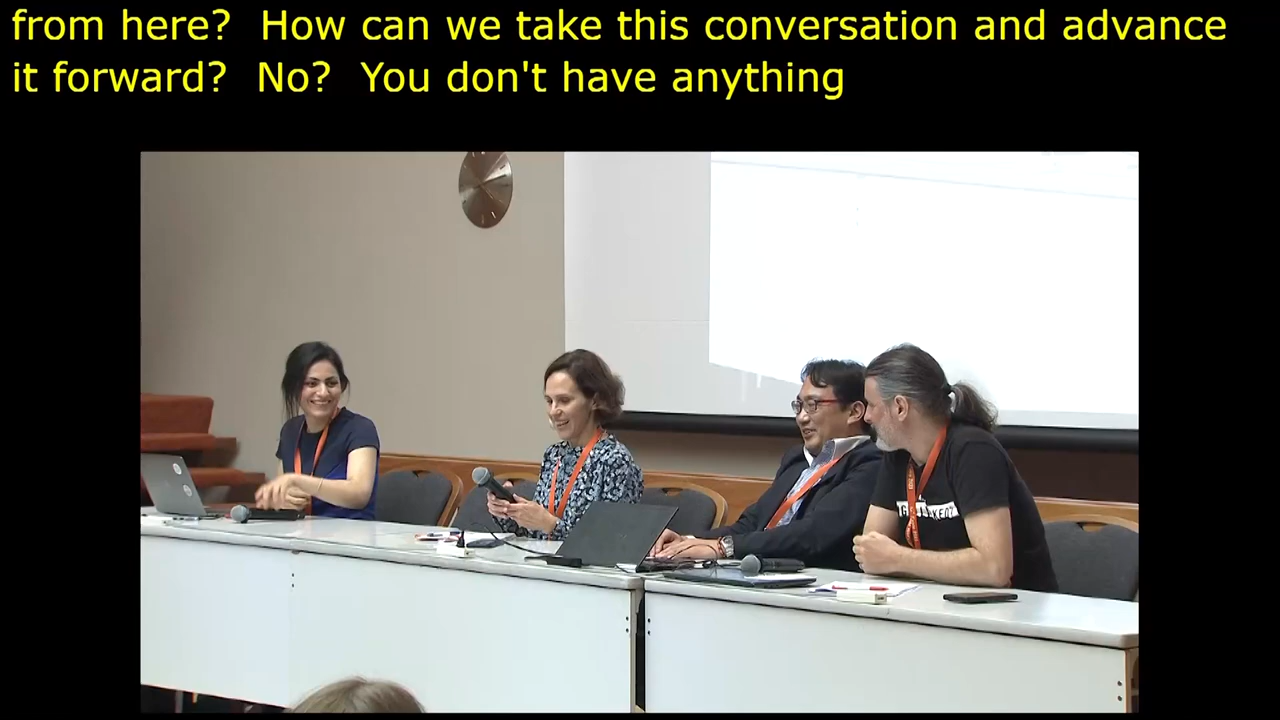 from here?  How can we take this conversation and advance
it forward?  No?  You don't have anything